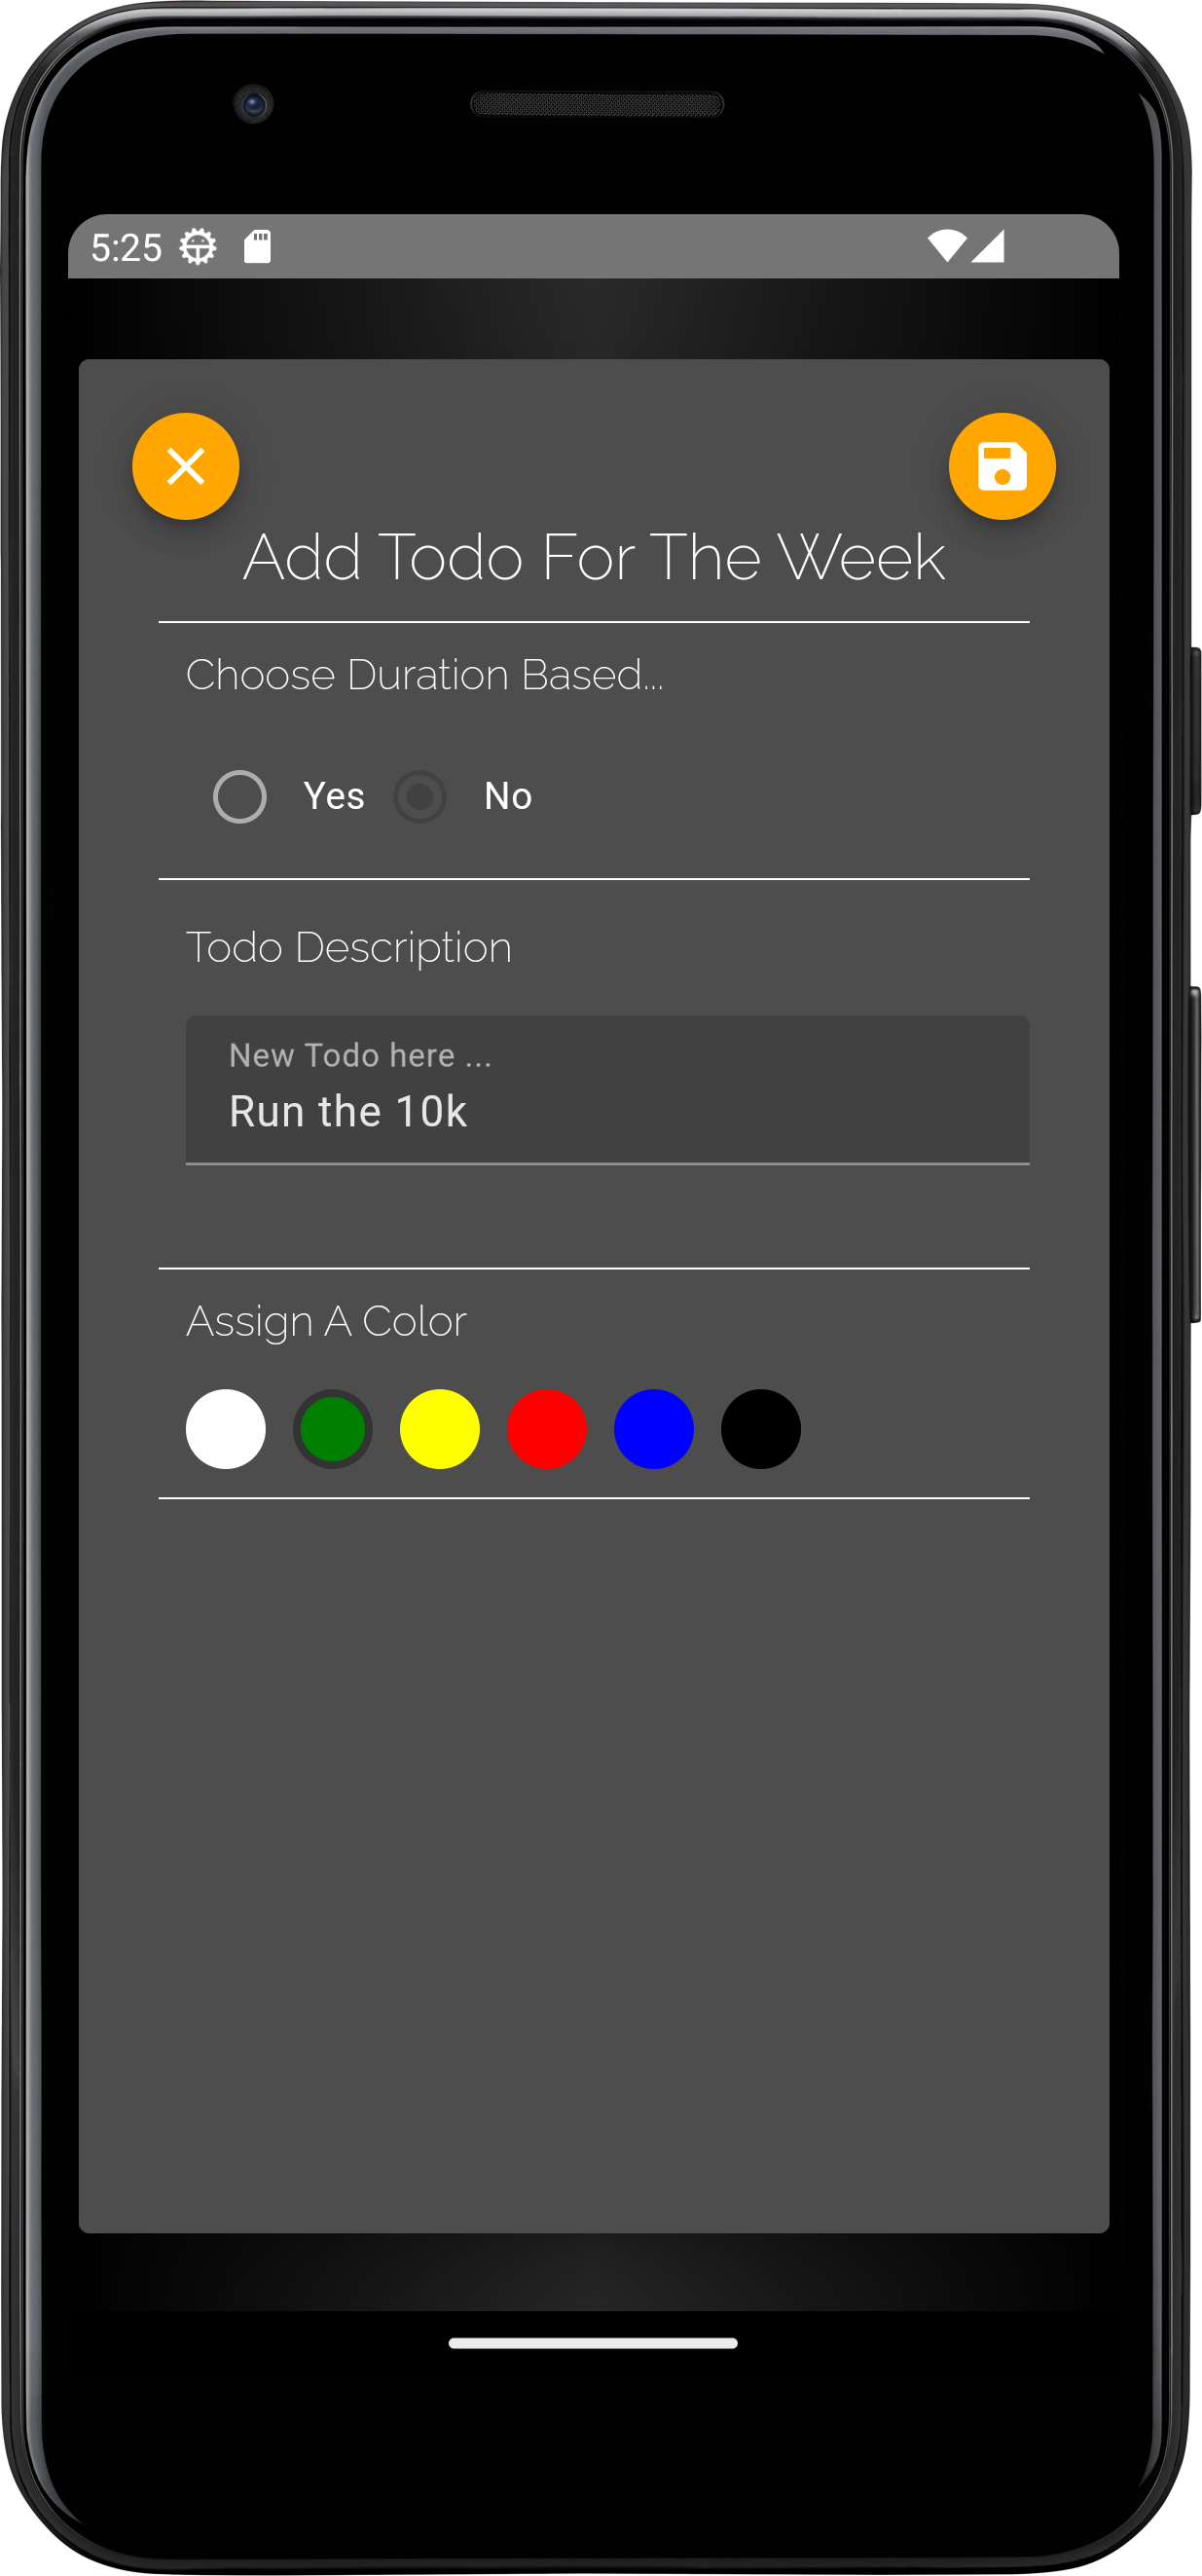 5:25
Add Todo For The Week
Choose Duration Based...
Yes No
Todo Description
New Todo here ...
Run the 10k
Assign A Color